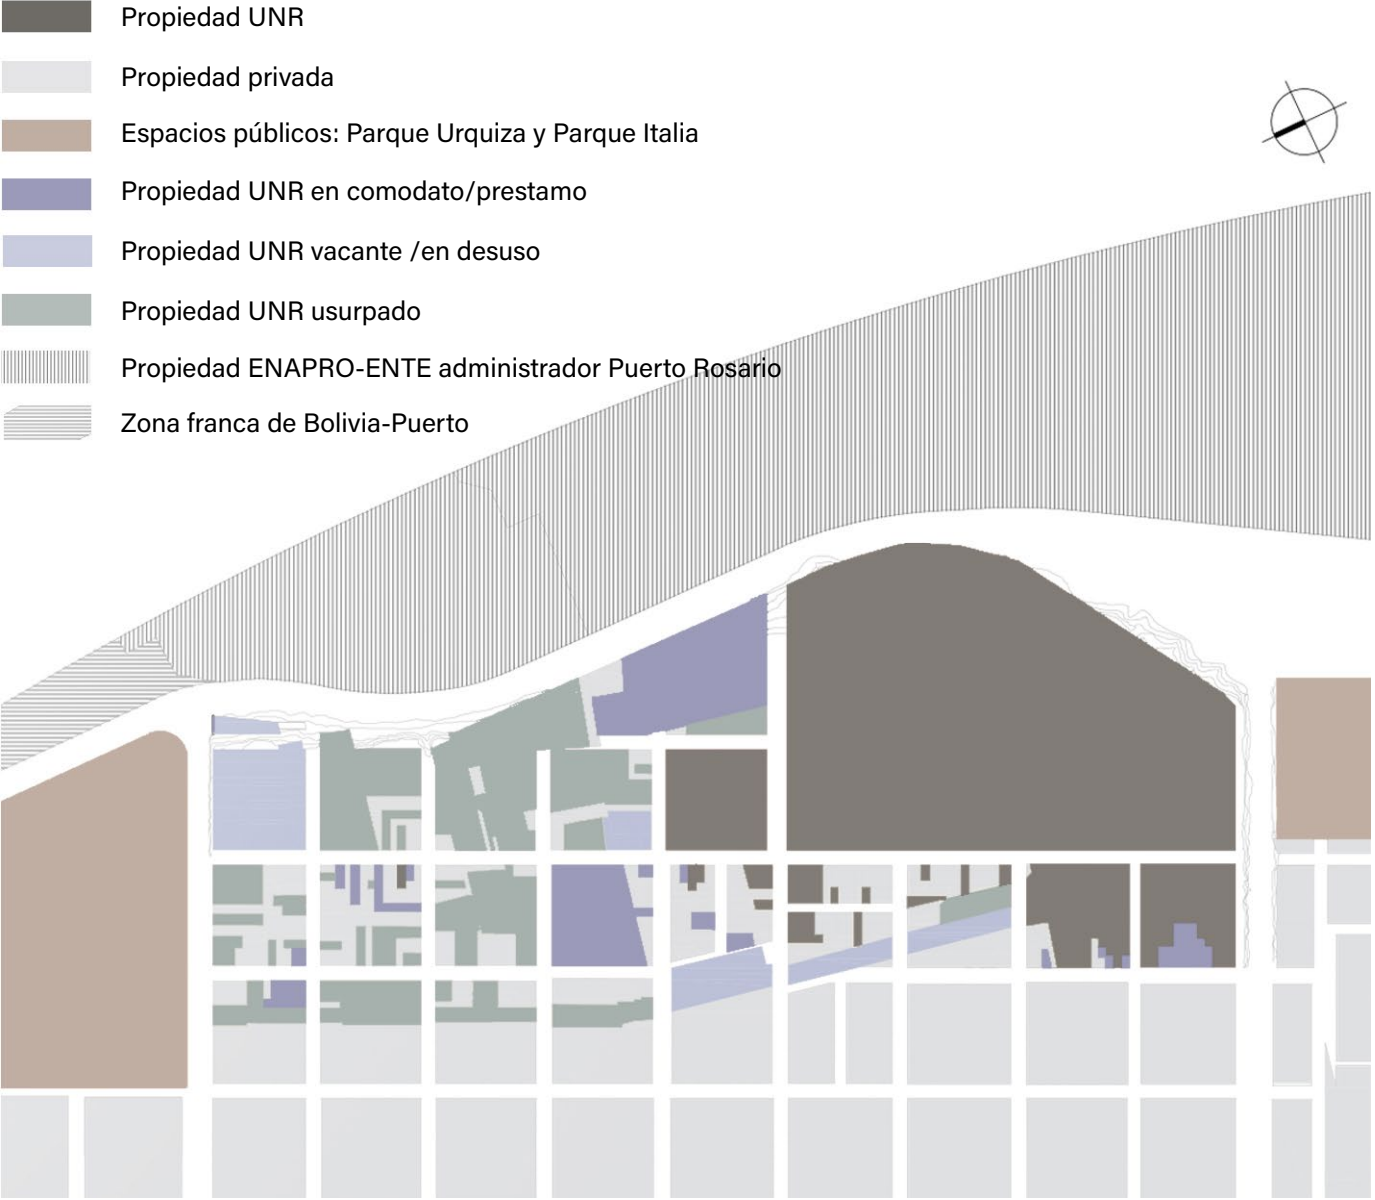 Propiedad UNR
Propiedad privada
Espacios públicos: Parque Urquiza y Parque Italia
Propiedad UNR en comodato/prestamo
Propiedad UNR vacante /en desuso
Propiedad UNR usurpado
Propiedad ENAPRO-ENTE administrador Puerto Rosario
Zona franca de Bolivia-Puerto